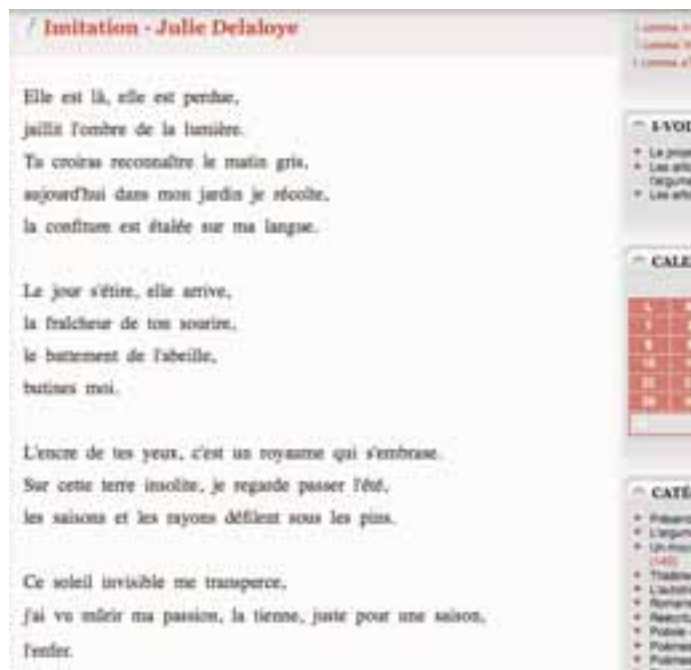 Imitation - Julie Delaloye
Elle est là, elle est perdue,
jaillit l'ombre de la lumière.
Tu croiras reconnaître le matin gris,
aujourd'hui dans mon jardin je récolte,
la confiture est étalée sur ma langue.
Le jour s'étire, elle arrive,
la fraîcheur de ton sourire,
le battement de l'abeille,
butines moi.
L'encre de tes yeux, c'est un royaume qui s'embrase.
Sur cette terre insolite, je regarde passer l'été,
les saisons et les rayons défilent sous les pins.
Ce soleil invisible me transperce,
j'ai vu mûrir ma passion, la tienne, juste pour une saison,
l'enfer.
CALE
CATÉ